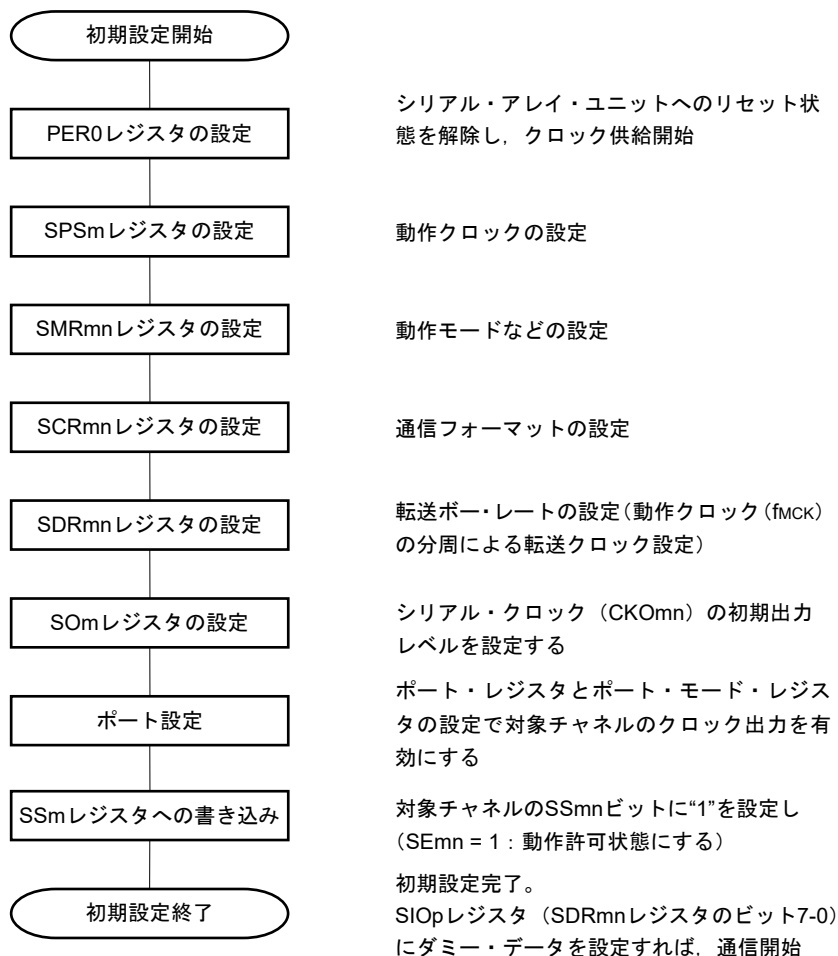 初期設定開始
PER0レジスタの設定
シリアル・アレイ・ユニットへのリセット状
態を解除し，クロック供給開始
SPSmレジスタの設定
動作クロックの設定
SMRmnレジスタの設定
動作モードなどの設定
SCRmnレジスタの設定
通信フォーマットの設定
SDRmnレジスタの設定
転送ボー・レートの設定（動作クロック（fMCK）
の分周による転送クロック設定）
SOmレジスタの設定
シリアル・クロック（CKOmn）の初期出力
レベルを設定する
ポート設定
ポート・レジスタとポート・モード・レジス
タの設定で対象チャネルのクロック出力を有
効にする
SSmレジスタへの書き込み
対象チャネルのSSmnビットに“1”を設定し
（SEmn = 1：動作許可状態にする）
初期設定終了
初期設定完了。
SIOpレジスタ（SDRmnレジスタのビット7-0）
にダミー・データを設定すれば，通信開始